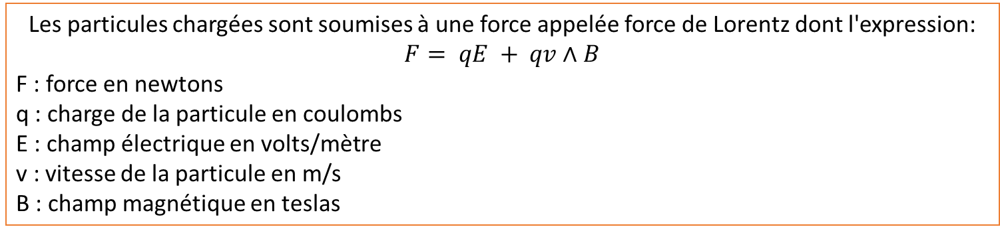 Les particules chargées sont soumises à une force appelée force de Lorentz dont l'expression:
F = qE + qv ∧ B
F : force en newtons
q : charge de la particule en coulombs
E : champ électrique en volts/mètre
v : vitesse de la particule en m/s
B : champ magnétique en teslas